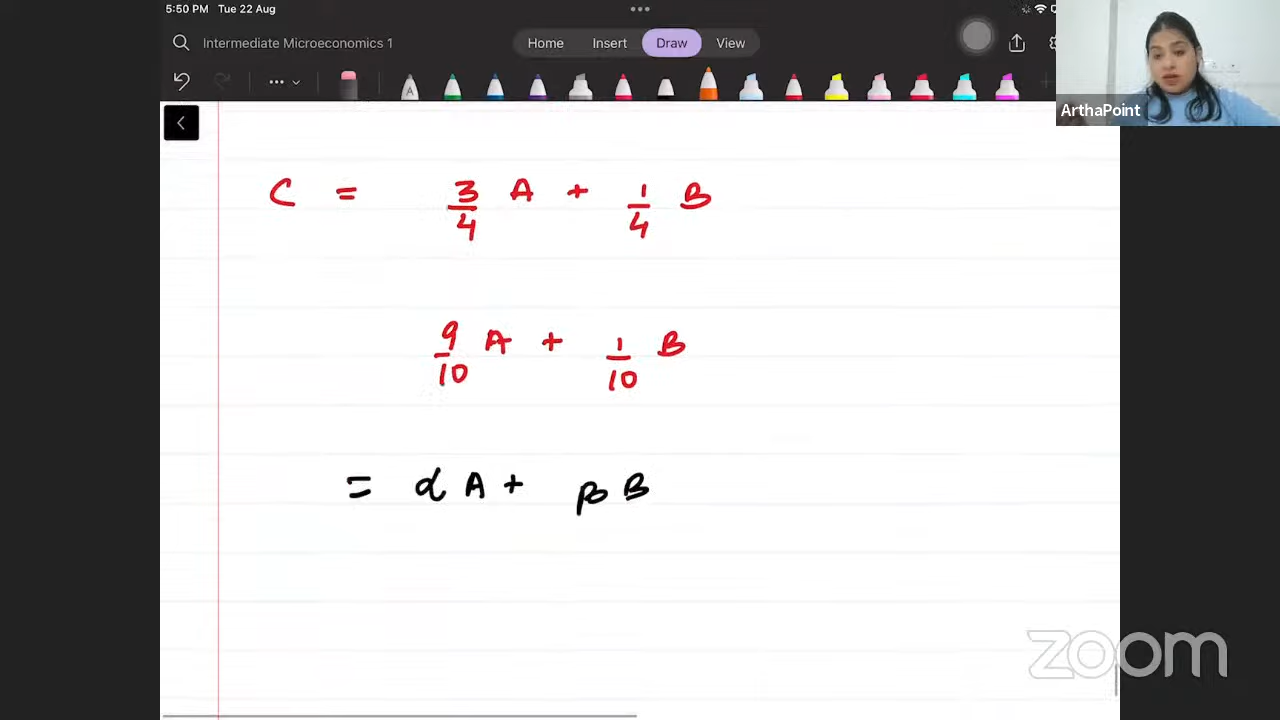 5:50 PM Tue 22 Aug
Intermediate Microeconomics 1
Home Insert Draw View
A
ArthaPoint
C = 3/4 A + 1/4 B
9/10 A + 1/10 B
= α A + β B
zoom